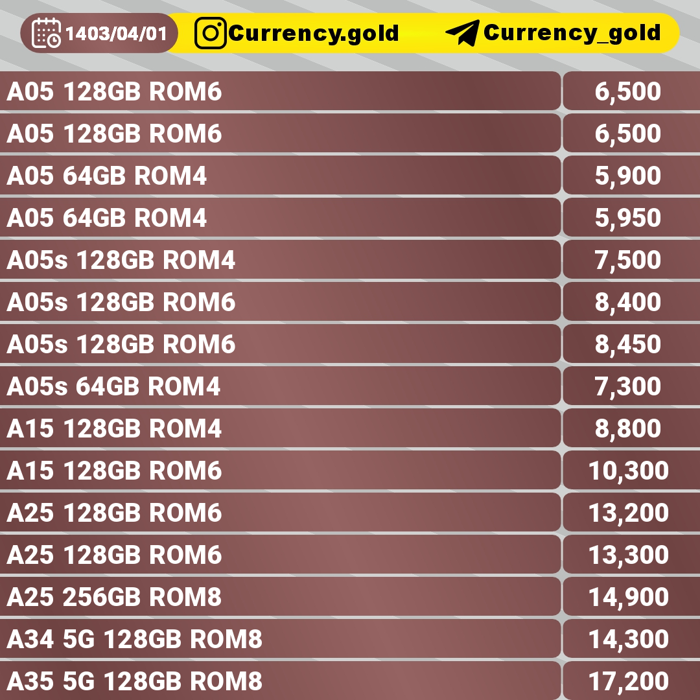 1403/04/01 Currency.gold Currency_gold
A05 128GB ROM6 6,500
A05 128GB ROM6 6,500
A05 64GB ROM4 5,900
A05 64GB ROM4 5,950
A05s 128GB ROM4 7,500
A05s 128GB ROM6 8,400
A05s 128GB ROM6 8,450
A05s 64GB ROM4 7,300
A15 128GB ROM4 8,800
A15 128GB ROM6 10,300
A25 128GB ROM6 13,200
A25 128GB ROM6 13,300
A25 256GB ROM8 14,900
A34 5G 128GB ROM8 14,300
A35 5G 128GB ROM8 17,200